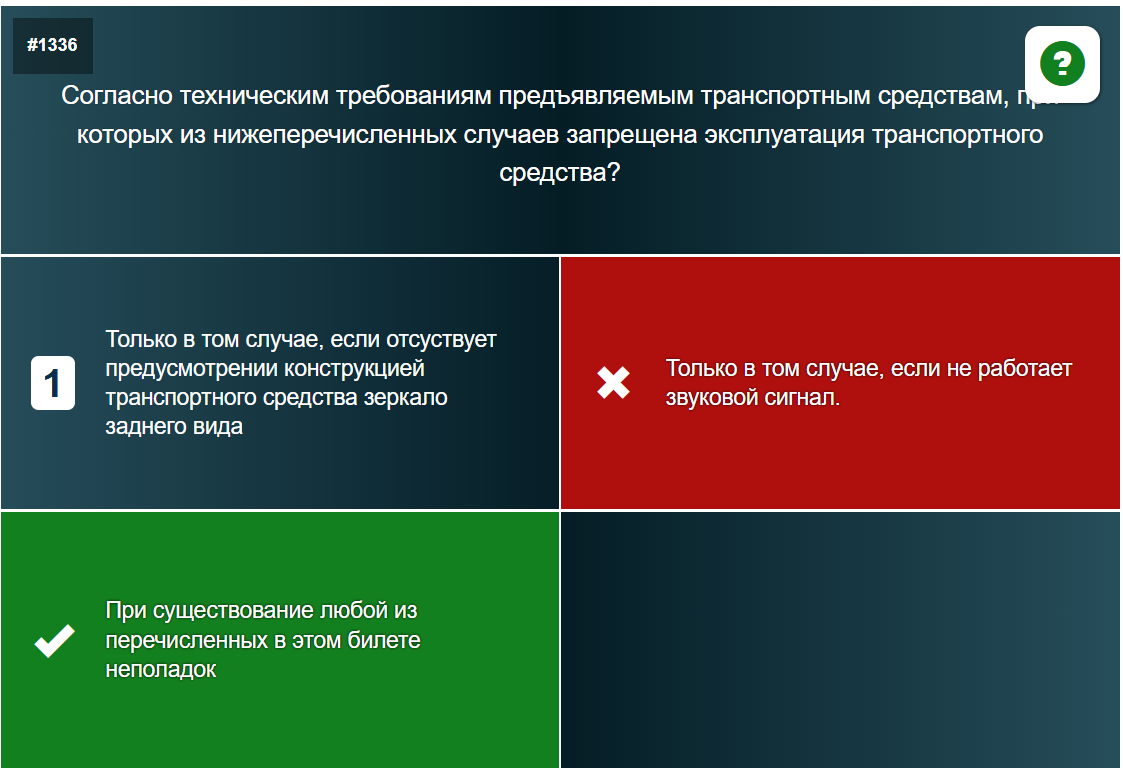 #1336
?
Согласно техническим требованиям предъявляемым транспортным средствам,
которых из нижеперечисленных случаев запрещена эксплуатация транспортного
средства?
1
Только в том случае, если отсуствует
предусмотрении конструкцией
транспортного средства зеркало
заднего вида
Только в том случае, если не работает
звуковой сигнал.
При существование любой из
перечисленных в этом билете
неполадок